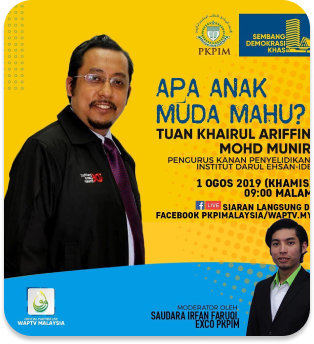 PKPIM
SEMBANG
DEMOKRASI
KHAS
APA ANAK
MUDA MAHU?
TUAN KHAIRUL ARIFFIN
MOHD MUNIR
PENGURUS KANAN PENYELIDIKAN
INSTITUT DARUL EHSAN-IDE
1 OGOS 2019 (KHAMIS)
09:00 MALAM
LIVE SIARAN LANGSUNG D
FACEBOOK PKPIMALAYSIA/WAPTV.MY
MODERATOR OLEH
SAUDARA IRFAN FARUQI
EXCO PKPIM
WAPTV MALAYSIA